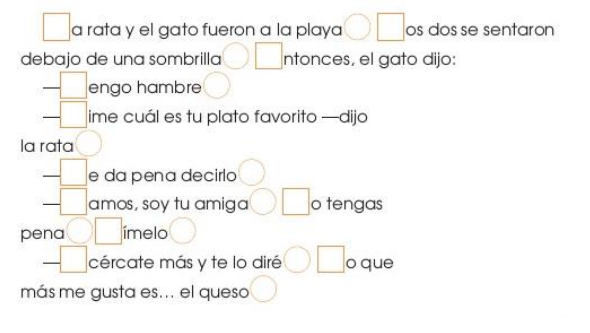 a rata y el gato fueron a la playa os dos se sentaron
debajo de una sombrilla ntonces, el gato dijo:
— engo hambre
— ime cuál es tu plato favorito —dijo
la rata
— e da pena decirlo
— amos, soy tu amiga o tengas
pena ímelo
— cércate más y te lo diré o que
más me gusta es... el queso